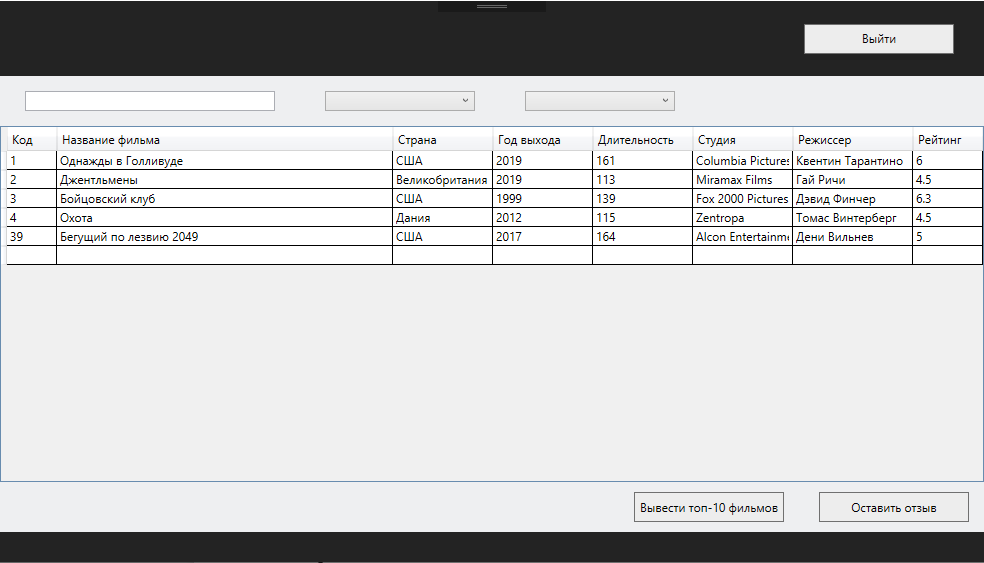 Выйти
Код Название фильма Страна Год выхода Длительность Студия Режиссер Рейтинг
1 Однажды в Голливуде США 2019 161 Columbia Pictures Квентин Тарантино 6
2 Джентльмены Великобритания 2019 113 Miramax Films Гай Ричи 4.5
3 Бойцовский клуб США 1999 139 Fox 2000 Pictures Дэвид Финчер 6.3
4 Охота Дания 2012 115 Zentropa Томас Винтерберг 4.5
39 Бегущий по лезвию 2049 США 2017 164 Alcon Entertainm Дени Вильнев 5
Вывести топ-10 фильмов Оставить отзыв